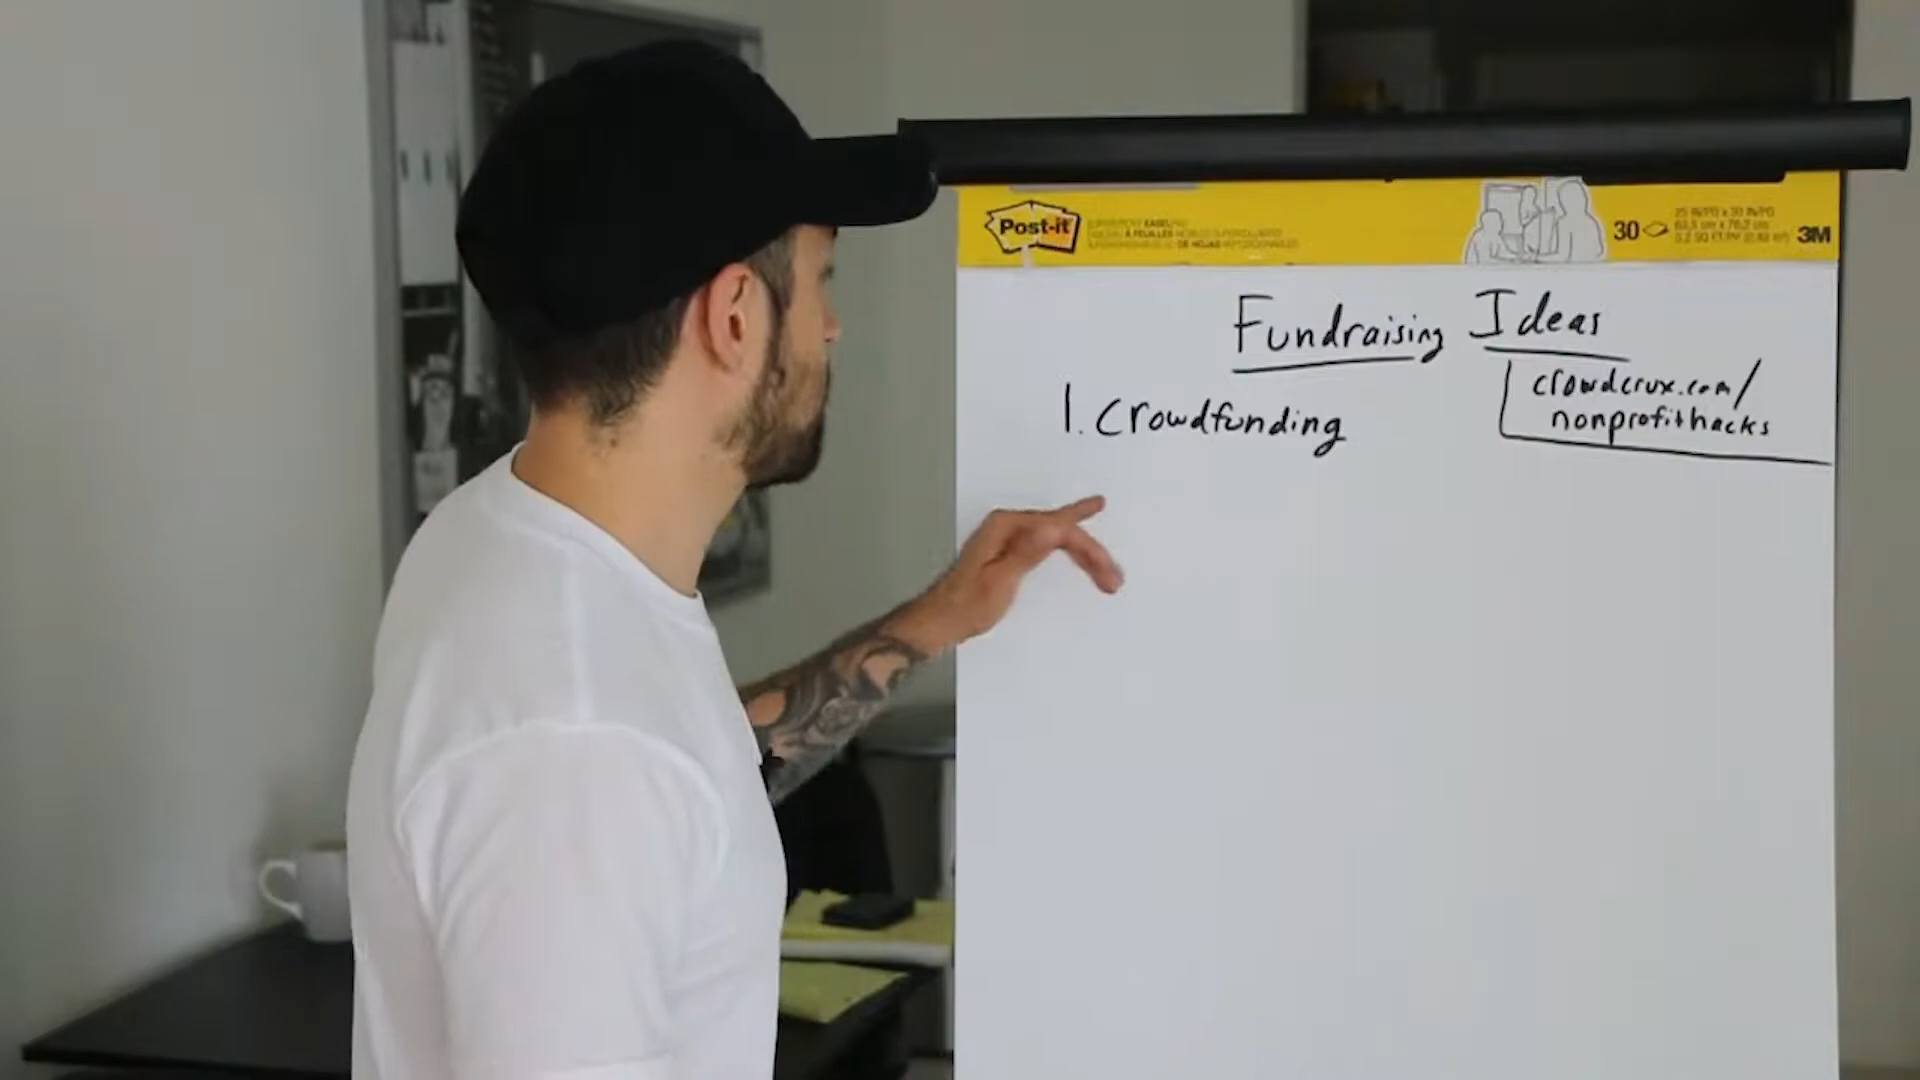 Post-it
30
3M
Fundraising Ideas
crowdcrux.com/
nonprofithacks
1. Crowdfunding